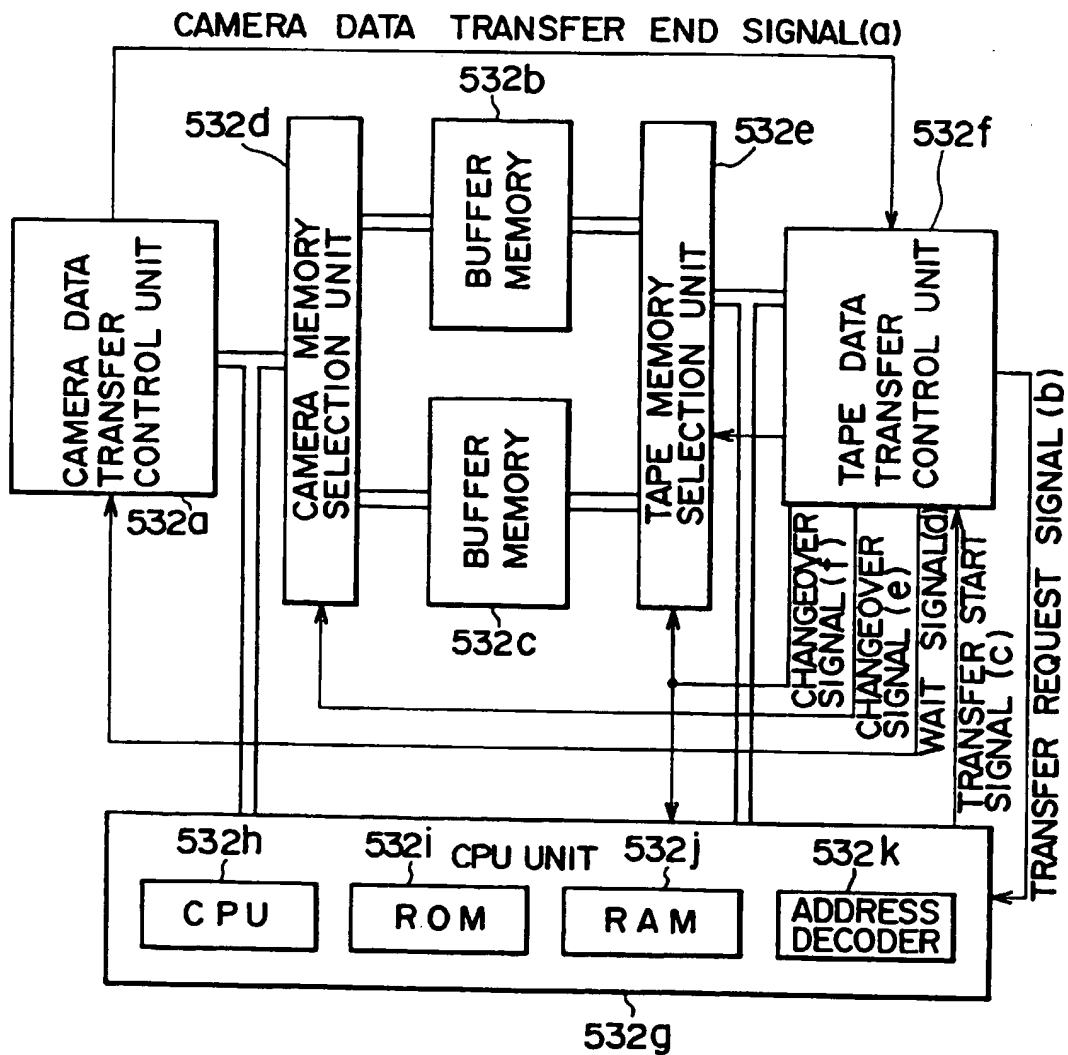 CAMERA DATA TRANSFER END SIGNAL(a)
532b
532d
532e
532f
CAMERA DATA
TRANSFER
CONTROL UNIT
532a
CAMERA MEMORY
SELECTION UNIT
BUFFER
MEMORY
BUFFER
MEMORY
532c
TAPE MEMORY
SELECTION UNIT
TAPE DATA
TRANSFER
CONTROL UNIT
CHANGEOVER
SIGNAL(f)
CHANGEOVER
SIGNAL(e)
WAIT SIGNAL(d)
TRANSFER START
SIGNAL(c)
TRANSFER REQUEST SIGNAL(b)
532h
532i
CPU UNIT
532j
532k
CPU
ROM
RAM
ADDRESS
DECODER
532g